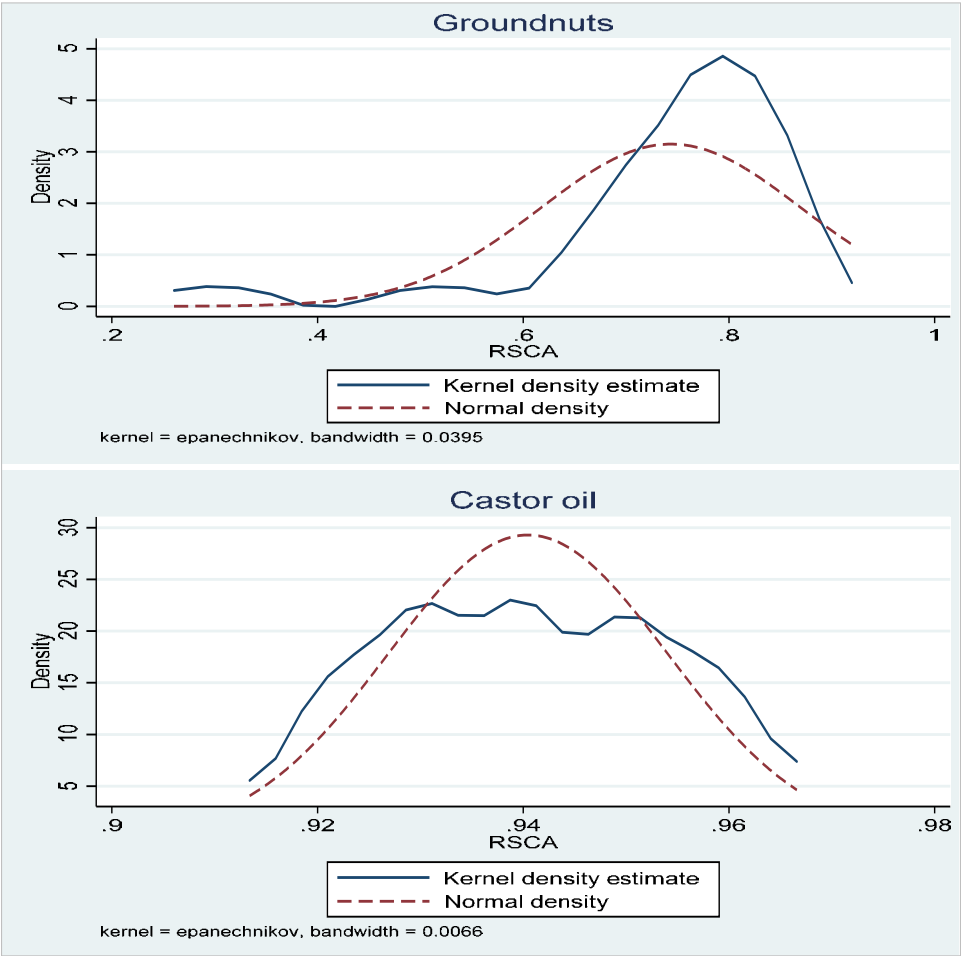 Groundnuts
5
4
3
2
1
0
Density
.2 .4 .6 .8 1
RSCA
Kernel density estimate
Normal density
kernel = epanechnikov, bandwidth = 0.0395
Castor oil
30
25
20
15
10
5
Density
.9 .92 .94 .96 .98
RSCA
Kernel density estimate
Normal density
kernel = epanechnikov, bandwidth = 0.0066